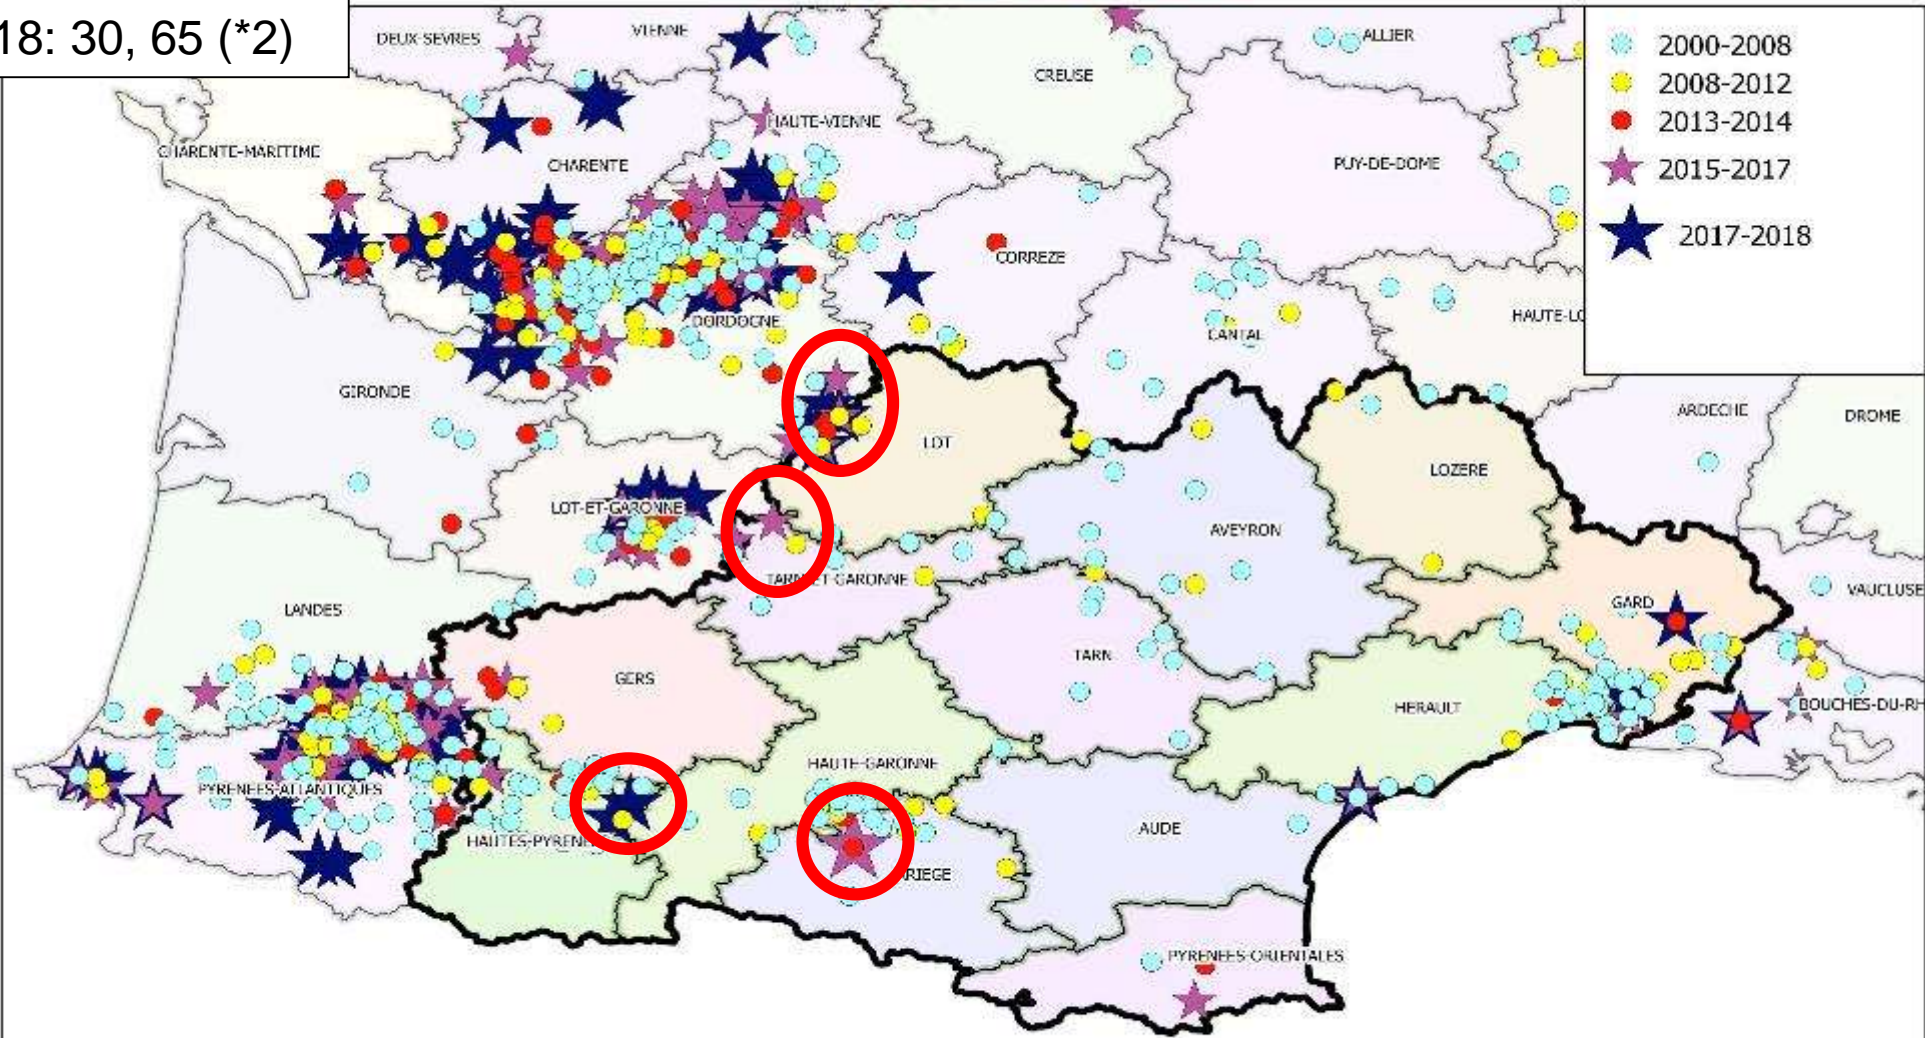 18: 30, 65 (*2)
DEUX SEVRES
VIENNE
CREUSE
ALLIER
2000-2008
2008-2012
2013-2014
2015-2017
2017-2018
CHARENTE-MARITIME
CHARENTE
HAUTE-VIENNE
PUY-DE-DOME
CORREZE
DORDOGNE
CANTAL
HAUTE-LO
GIRONDE
LOT
LOZERE
ARDECHE
DROME
LOT-ET-GARONNE
AVEYRON
TARN-ET-GARONNE
LANDES
GARD
VAUCLUSE
GERS
TARN
HERAULT
BOUCHES-DU-RH
PYRENEES-ATLANTIQUES
HAUTE-GARONNE
HAUTES-PYRENE
ARIEGE
AUDE
PYRENEES-ORIENTALES